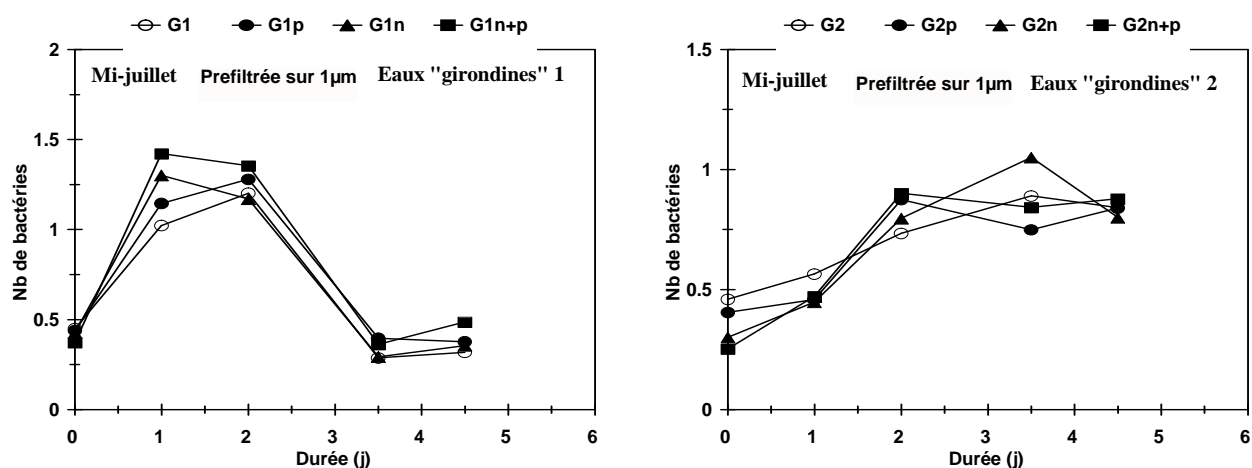 G1 G1p G1n G1n+p
2
1.5
1
0.5
0
Nb de bactéries
Mi-juillet Prefiltrée sur 1µm Eaux "girondines" 1
0 1 2 3 4 5 6
Durée (j)
G2 G2p G2n G2n+p
1.5
1
0.5
0
Nb de bactéries
Mi-juillet Prefiltrée sur 1µm Eaux "girondines" 2
0 1 2 3 4 5 6
Durée (j)